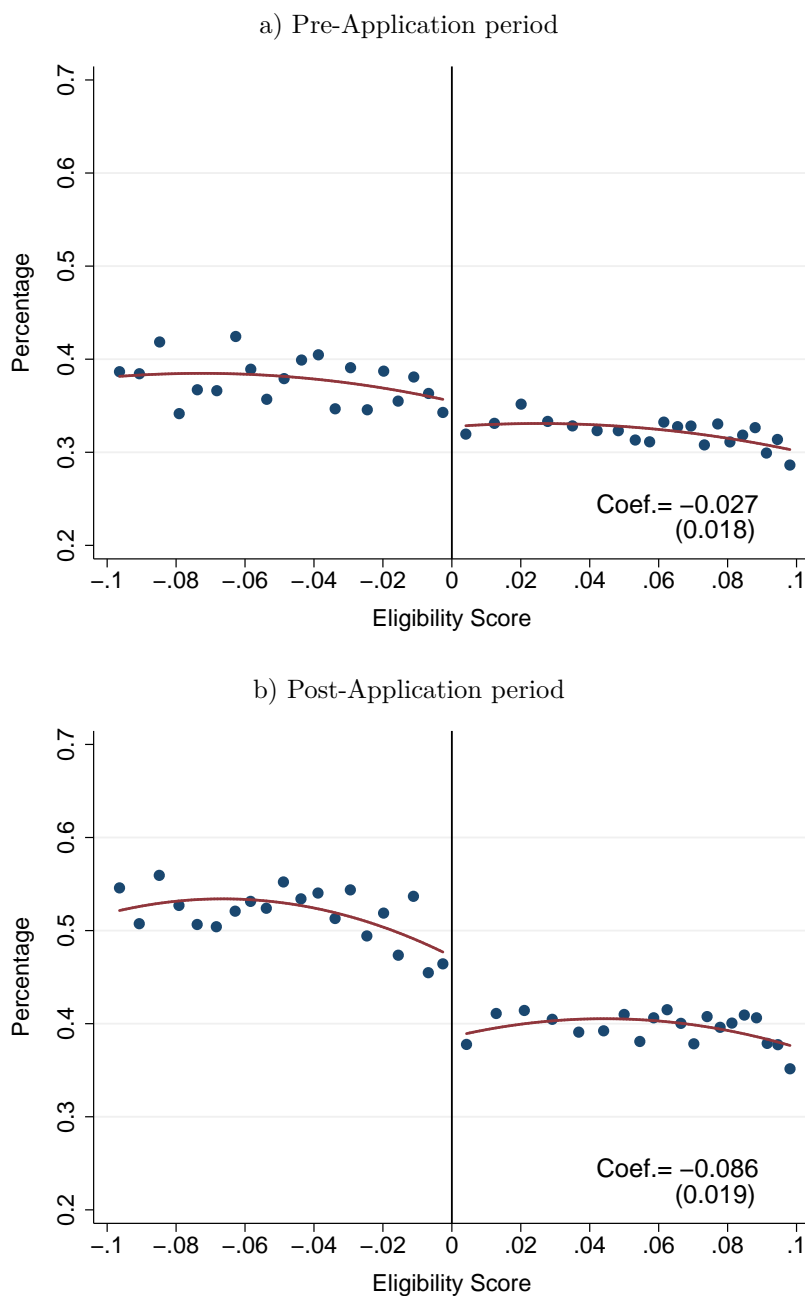 a) Pre-Application period
0.7
0.6
0.5
0.4
0.3
0.2
Percentage
Coef.= −0.027
(0.018)
−.1 −.08 −.06 −.04 −.02 0 .02 .04 .06 .08 .1
Eligibility Score
b) Post-Application period
0.7
0.6
0.5
0.4
0.3
0.2
Percentage
Coef.= −0.086
(0.019)
−.1 −.08 −.06 −.04 −.02 0 .02 .04 .06 .08 .1
Eligibility Score